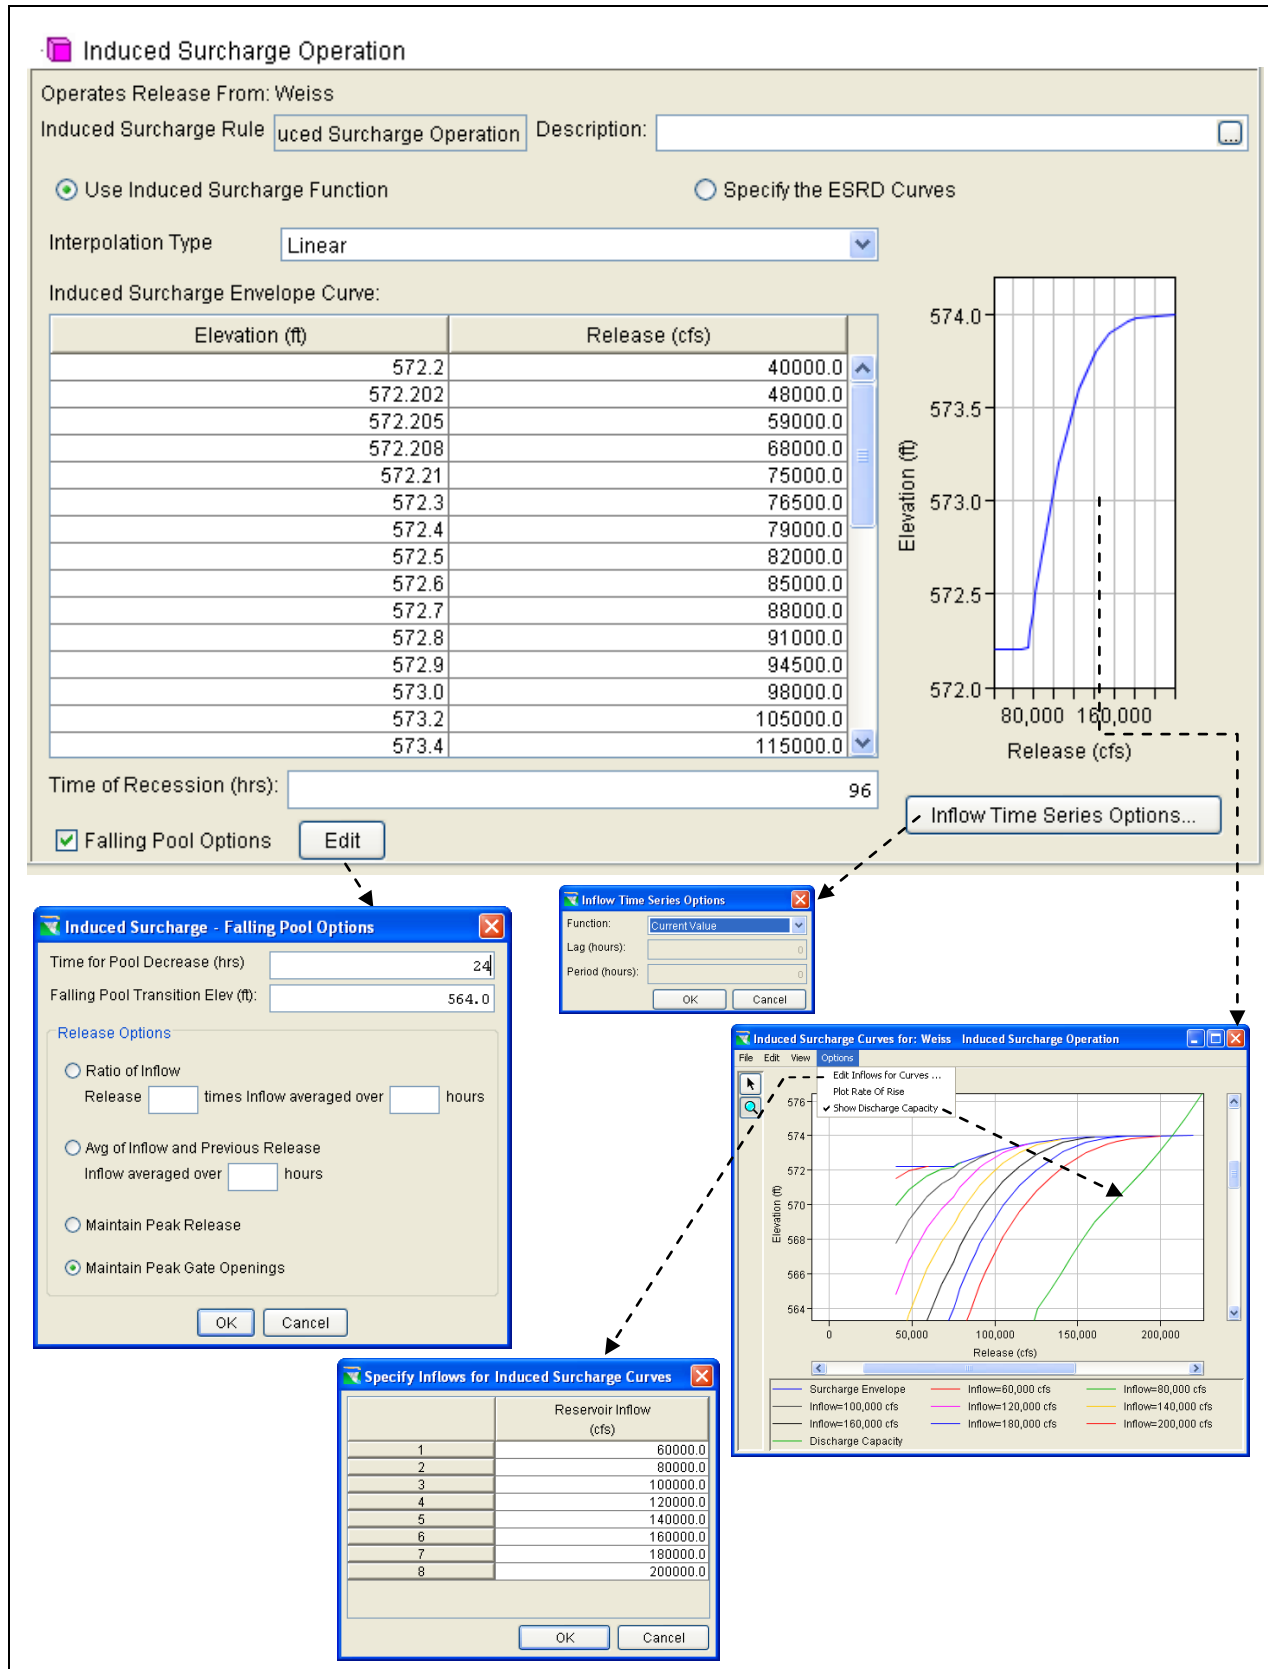 Induced Surcharge Operation
Operates Release From: Weiss
Induced Surcharge Rule uced Surcharge Operation Description: ...
Use Induced Surcharge Function Specify the ESRD Curves
Interpolation Type Linear
Induced Surcharge Envelope Curve:
Elevation (ft) Release (cfs)
572.2 40000.0
572.202 48000.0
572.205 59000.0
572.208 68000.0
572.21 75000.0
572.3 76500.0
572.4 79000.0
572.5 82000.0
572.6 85000.0
572.7 88000.0
572.8 91000.0
572.9 94500.0
573.0 98000.0
573.2 105000.0
573.4 115000.0
574.0
573.5
573.0
572.5
572.0
Elevation (ft)
80,000 160,000
Release (cfs)
Time of Recession (hrs): 96
Inflow Time Series Options...
Falling Pool Options Edit
Induced Surcharge - Falling Pool Options
Time for Pool Decrease (hrs) 24
Falling Pool Transition Elev (ft): 564.0
Release Options
Ratio of Inflow
Release times Inflow averaged over hours
Avg of Inflow and Previous Release
Inflow averaged over hours
Maintain Peak Release
Maintain Peak Gate Openings
OK Cancel
Inflow Time Series Options
Function: Current Value
Lag (hours): 0
Period (hours): 0
OK Cancel
Induced Surcharge Curves for: Weiss Induced Surcharge Operation
File Edit View Options
Edit Inflows for Curves ...
Plot Rate Of Rise
Show Discharge Capacity
576
574
572
570
568
566
564
Elevation (ft)
0 50,000 100,000 150,000 200,000
Release (cfs)
Surcharge Envelope Inflow=60,000 cfs Inflow=80,000 cfs
Inflow=100,000 cfs Inflow=120,000 cfs Inflow=140,000 cfs
Inflow=160,000 cfs Inflow=180,000 cfs Inflow=200,000 cfs
Discharge Capacity
Specify Inflows for Induced Surcharge Curves
Reservoir Inflow
(cfs)
1 60000.0
2 80000.0
3 100000.0
4 120000.0
5 140000.0
6 160000.0
7 180000.0
8 200000.0
OK Cancel